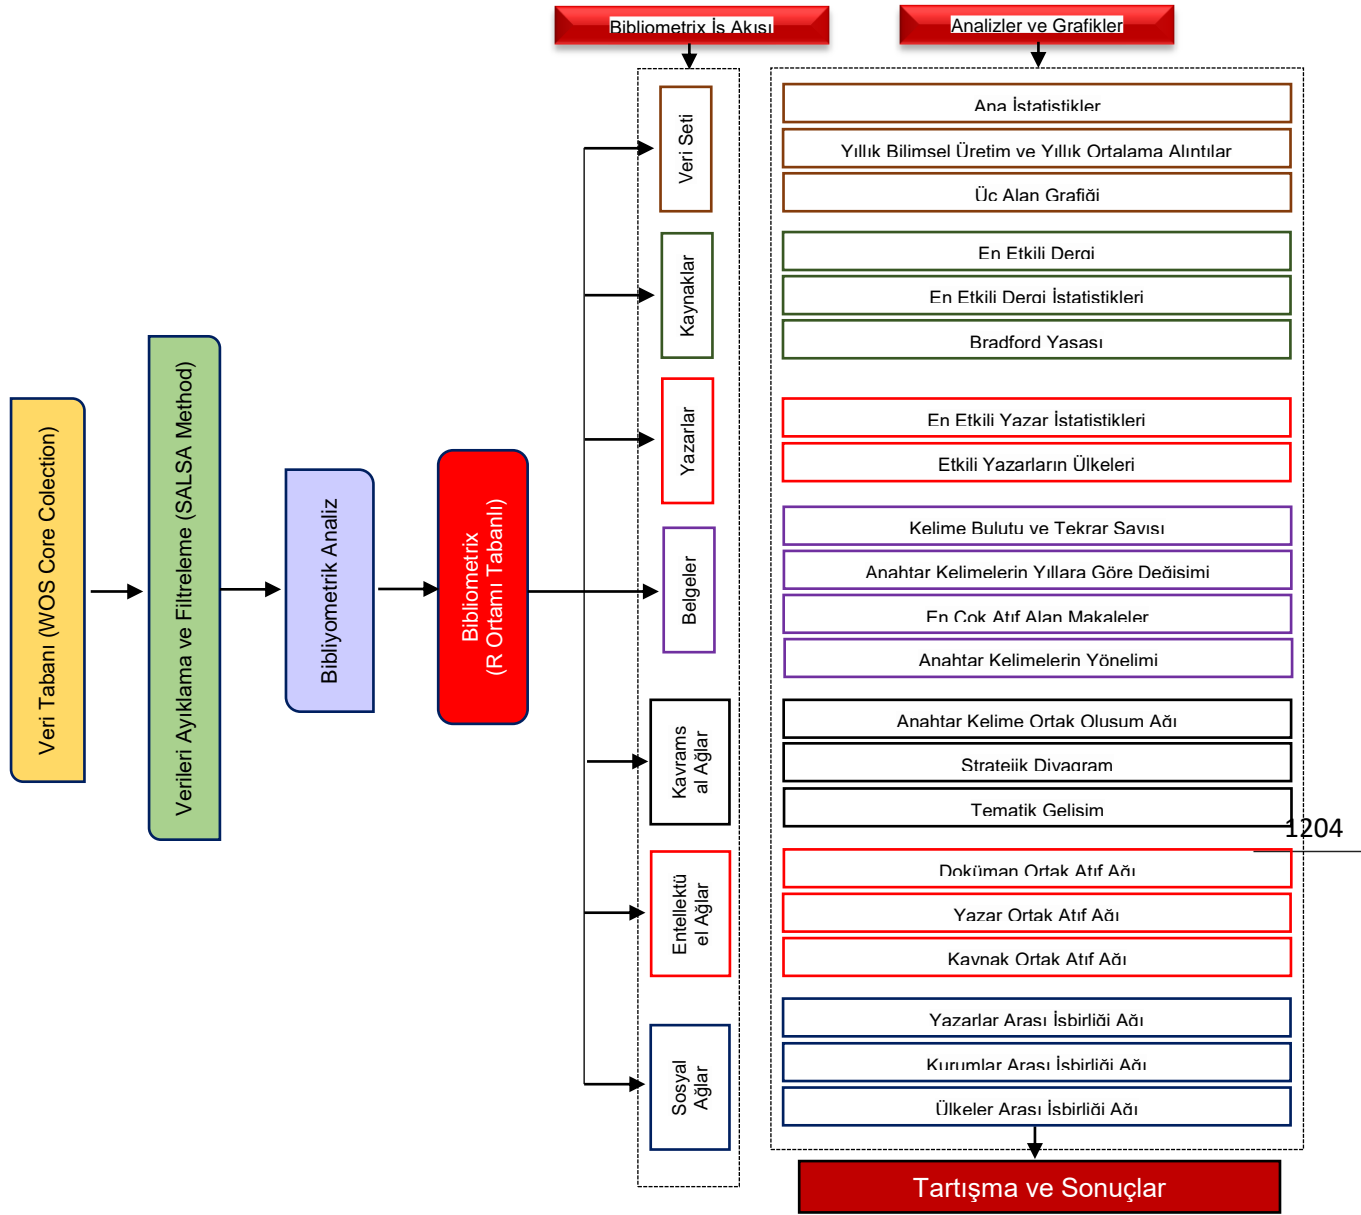 Bibliometrix İş Akışı
Analizler ve Grafikler
Veri Tabanı (WOS Core Colection)
Verileri Ayıklama ve Filtreleme (SALSA Method)
Bibliyometrik Analiz
Bibliometrix
(R Ortamı Tabanlı)
Veri Seti
Ana İstatistikler
Yıllık Bilimsel Üretim ve Yıllık Ortalama Alıntılar
Üç Alan Grafiği
Kaynaklar
En Etkili Dergi
En Etkili Dergi İstatistikleri
Bradford Yasası
Yazarlar
En Etkili Yazar İstatistikleri
Etkili Yazarların Ülkeleri
Belgeler
Kelime Bulutu ve Tekrar Sayısı
Anahtar Kelimelerin Yıllara Göre Değişimi
En Çok Atıf Alan Makaleler
Anahtar Kelimelerin Yönelimi
Kavrams
al Ağlar
Anahtar Kelime Ortak Oluşum Ağı
Stratejik Diyagram
Tematik Gelişim
1204
Entellektü
el Ağlar
Doküman Ortak Atıf Ağı
Yazar Ortak Atıf Ağı
Kaynak Ortak Atıf Ağı
Sosyal
Ağlar
Yazarlar Arası İşbirliği Ağı
Kurumlar Arası İşbirliği Ağı
Ülkeler Arası İşbirliği Ağı
Tartışma ve Sonuçlar